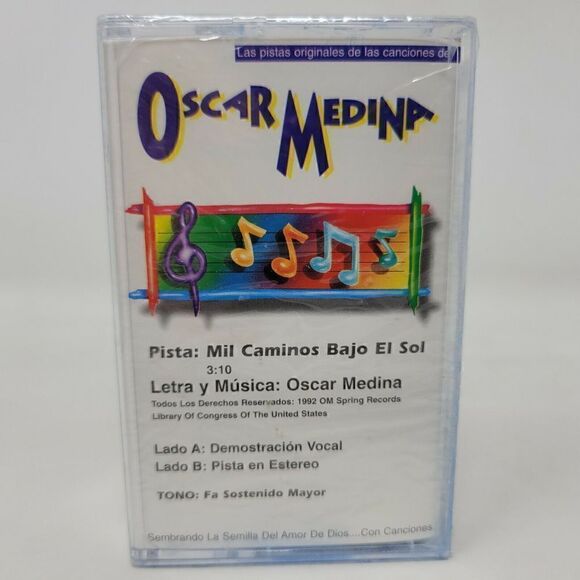 Las pistas originales de las canciones de
OSCAR MEDINA
Pista: Mil Caminos Bajo El Sol
3:10
Letra y Música: Oscar Medina
Todos Los Derechos Reservados: 1992 OM Spring Records
Library Of Congress Of The United States
Lado A: Demostración Vocal
Lado B: Pista en Estereo
TONO: Fa Sostenido Mayor
Sembrando La Semilla Del Amor De Dios....Con Canciones